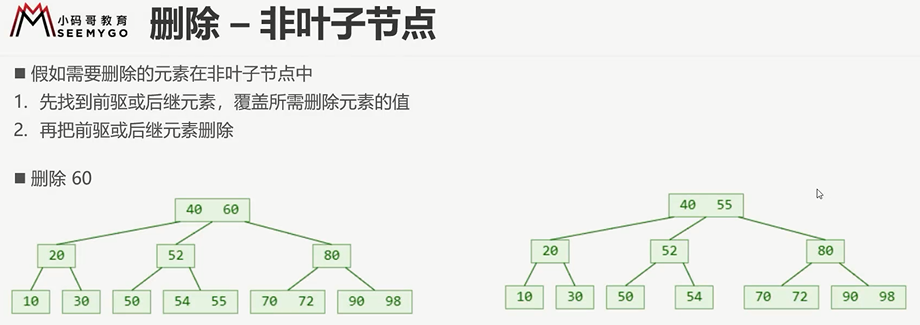 小码哥教育
SEEMYGO
删除 – 非叶子节点
■ 假如需要删除的元素在非叶子节点中
1. 先找到前驱或后继元素，覆盖所需删除元素的值
2. 再把前驱或后继元素删除
■ 删除 60
40 60
20 52 80
10 30 50 54 55 70 72 90 98
40 55
20 52 80
10 30 50 54 70 72 90 98